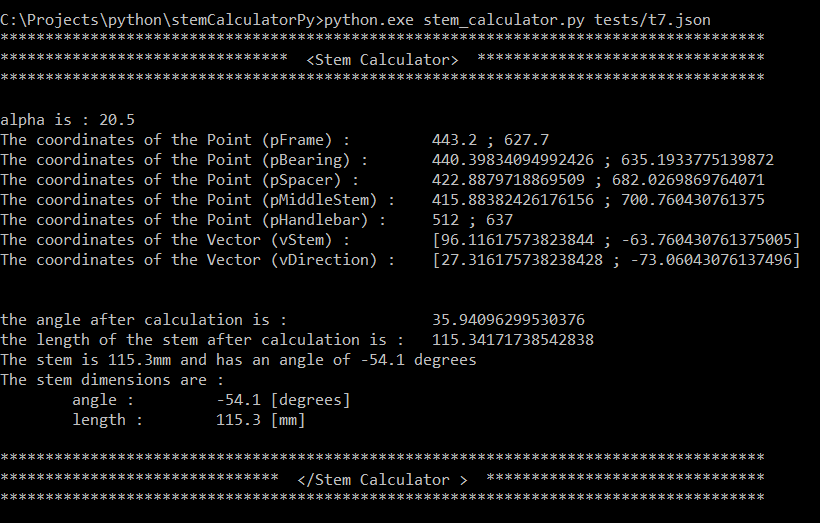 C:\Projects\python\stemCalculatorPy>python.exe stem_calculator.py tests/t7.json
*************************************************************************************
******************************** <Stem Calculator> ********************************
*************************************************************************************
alpha is : 20.5
The coordinates of the Point (pFrame) : 443.2 ; 627.7
The coordinates of the Point (pBearing) : 440.39834094992426 ; 635.1933775139872
The coordinates of the Point (pSpacer) : 422.8879718869509 ; 682.0269869764071
The coordinates of the Point (pMiddleStem) : 415.88382426176156 ; 700.760430761375
The coordinates of the Point (pHandlebar) : 512 ; 637
The coordinates of the Vector (vStem) : [96.11617573823844 ; -63.760430761375005]
The coordinates of the Vector (vDirection) : [27.316175738238428 ; -73.06043076137496]
the angle after calculation is : 35.94096299530376
the length of the stem after calculation is : 115.34171738542838
The stem is 115.3mm and has an angle of -54.1 degrees
The stem dimensions are :
angle : -54.1 [degrees]
length : 115.3 [mm]
*************************************************************************************
******************************* </Stem Calculator > *******************************
*************************************************************************************